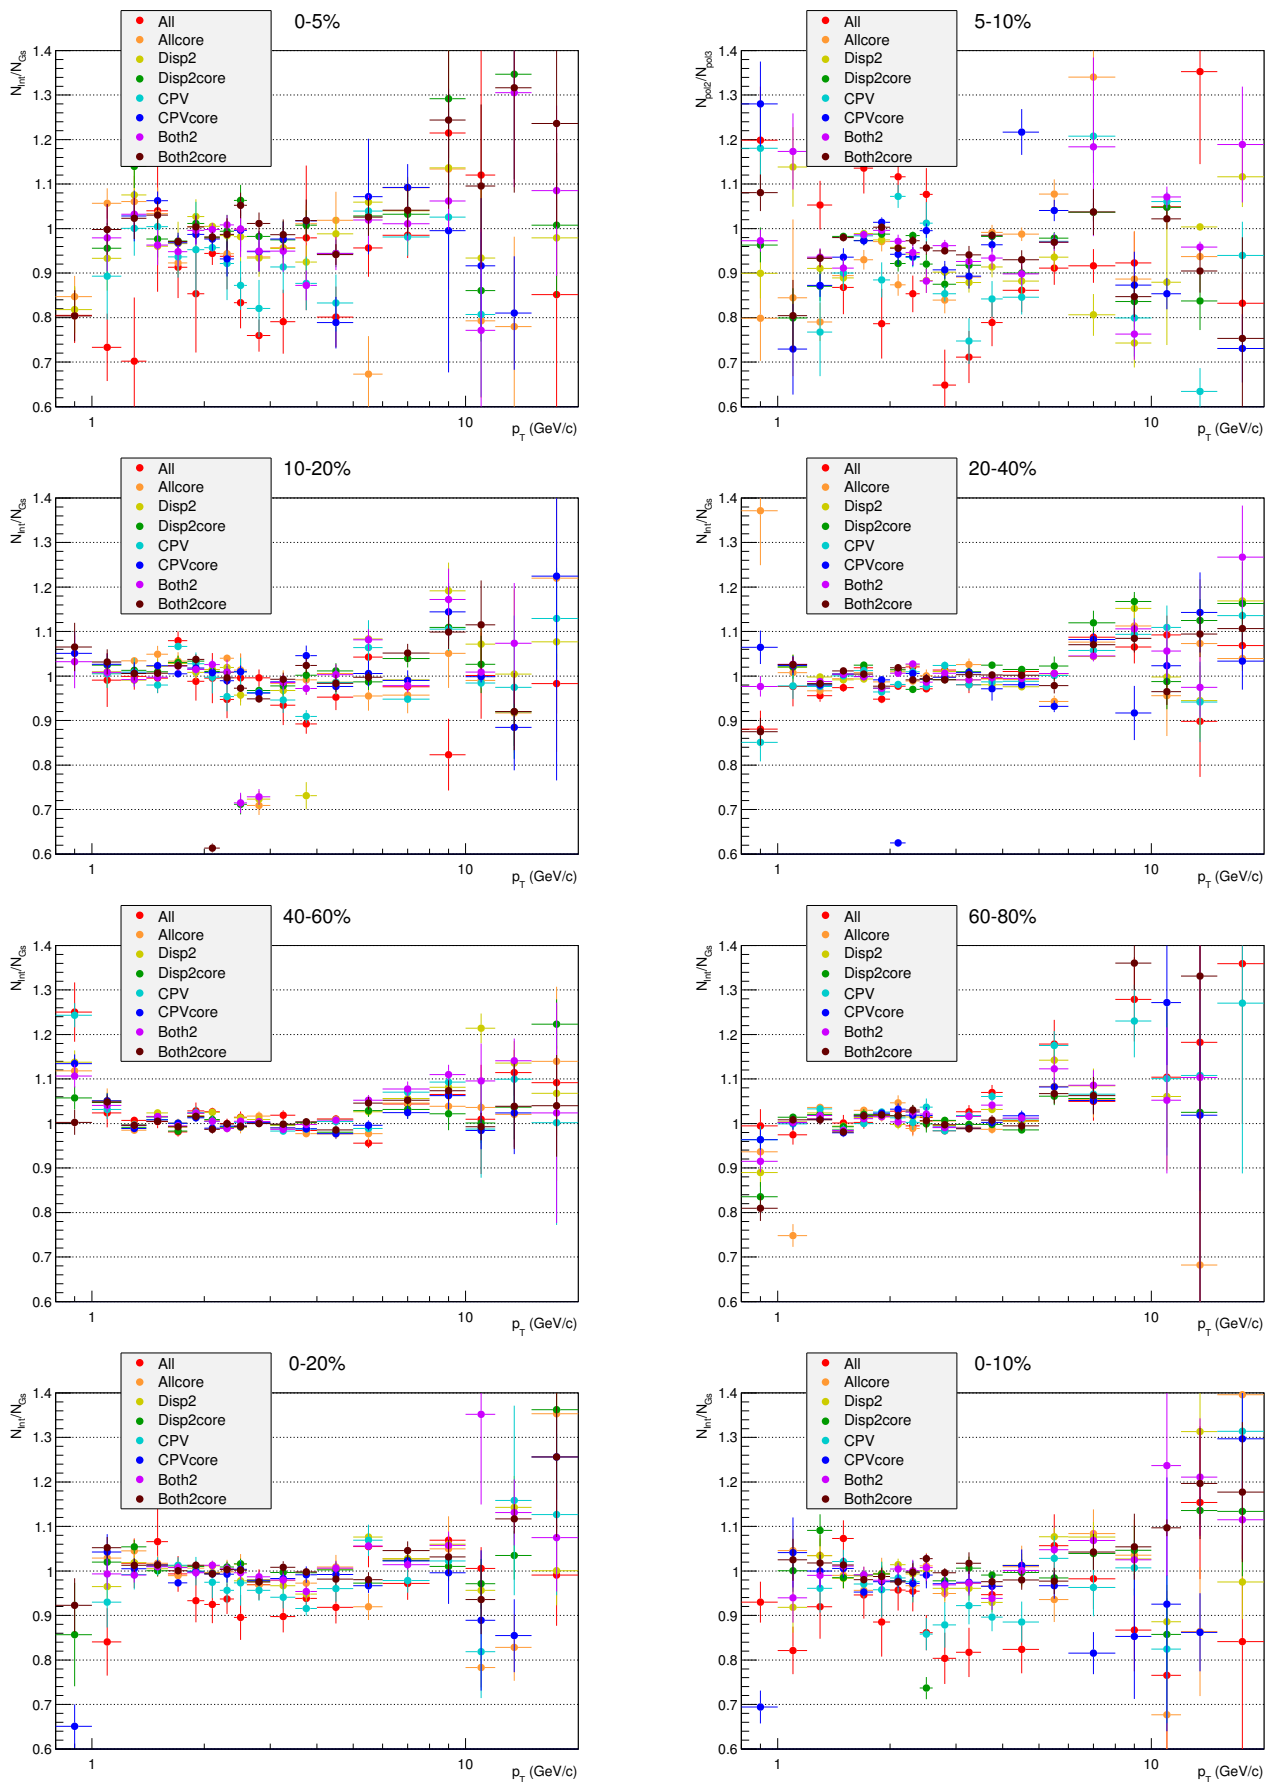 0-5%
All
Allcore
Disp2
Disp2core
CPV
CPVcore
Both2
Both2core
N_Int/N_Gs
1.4
1.3
1.2
1.1
1
0.9
0.8
0.7
0.6
1
10
p_T (GeV/c)
5-10%
All
Allcore
Disp2
Disp2core
CPV
CPVcore
Both2
Both2core
N_pol2/N_pol3
1.4
1.3
1.2
1.1
1
0.9
0.8
0.7
0.6
1
10
p_T (GeV/c)
10-20%
All
Allcore
Disp2
Disp2core
CPV
CPVcore
Both2
Both2core
N_Int/N_Gs
1.4
1.3
1.2
1.1
1
0.9
0.8
0.7
0.6
1
10
p_T (GeV/c)
20-40%
All
Allcore
Disp2
Disp2core
CPV
CPVcore
Both2
Both2core
N_Int/N_Gs
1.4
1.3
1.2
1.1
1
0.9
0.8
0.7
0.6
1
10
p_T (GeV/c)
40-60%
All
Allcore
Disp2
Disp2core
CPV
CPVcore
Both2
Both2core
N_Int/N_Gs
1.4
1.3
1.2
1.1
1
0.9
0.8
0.7
0.6
1
10
p_T (GeV/c)
60-80%
All
Allcore
Disp2
Disp2core
CPV
CPVcore
Both2
Both2core
N_Int/N_Gs
1.4
1.3
1.2
1.1
1
0.9
0.8
0.7
0.6
1
10
p_T (GeV/c)
0-20%
All
Allcore
Disp2
Disp2core
CPV
CPVcore
Both2
Both2core
N_Int/N_Gs
1.4
1.3
1.2
1.1
1
0.9
0.8
0.7
0.6
1
10
p_T (GeV/c)
0-10%
All
Allcore
Disp2
Disp2core
CPV
CPVcore
Both2
Both2core
N_Int/N_Gs
1.4
1.3
1.2
1.1
1
0.9
0.8
0.7
0.6
1
10
p_T (GeV/c)